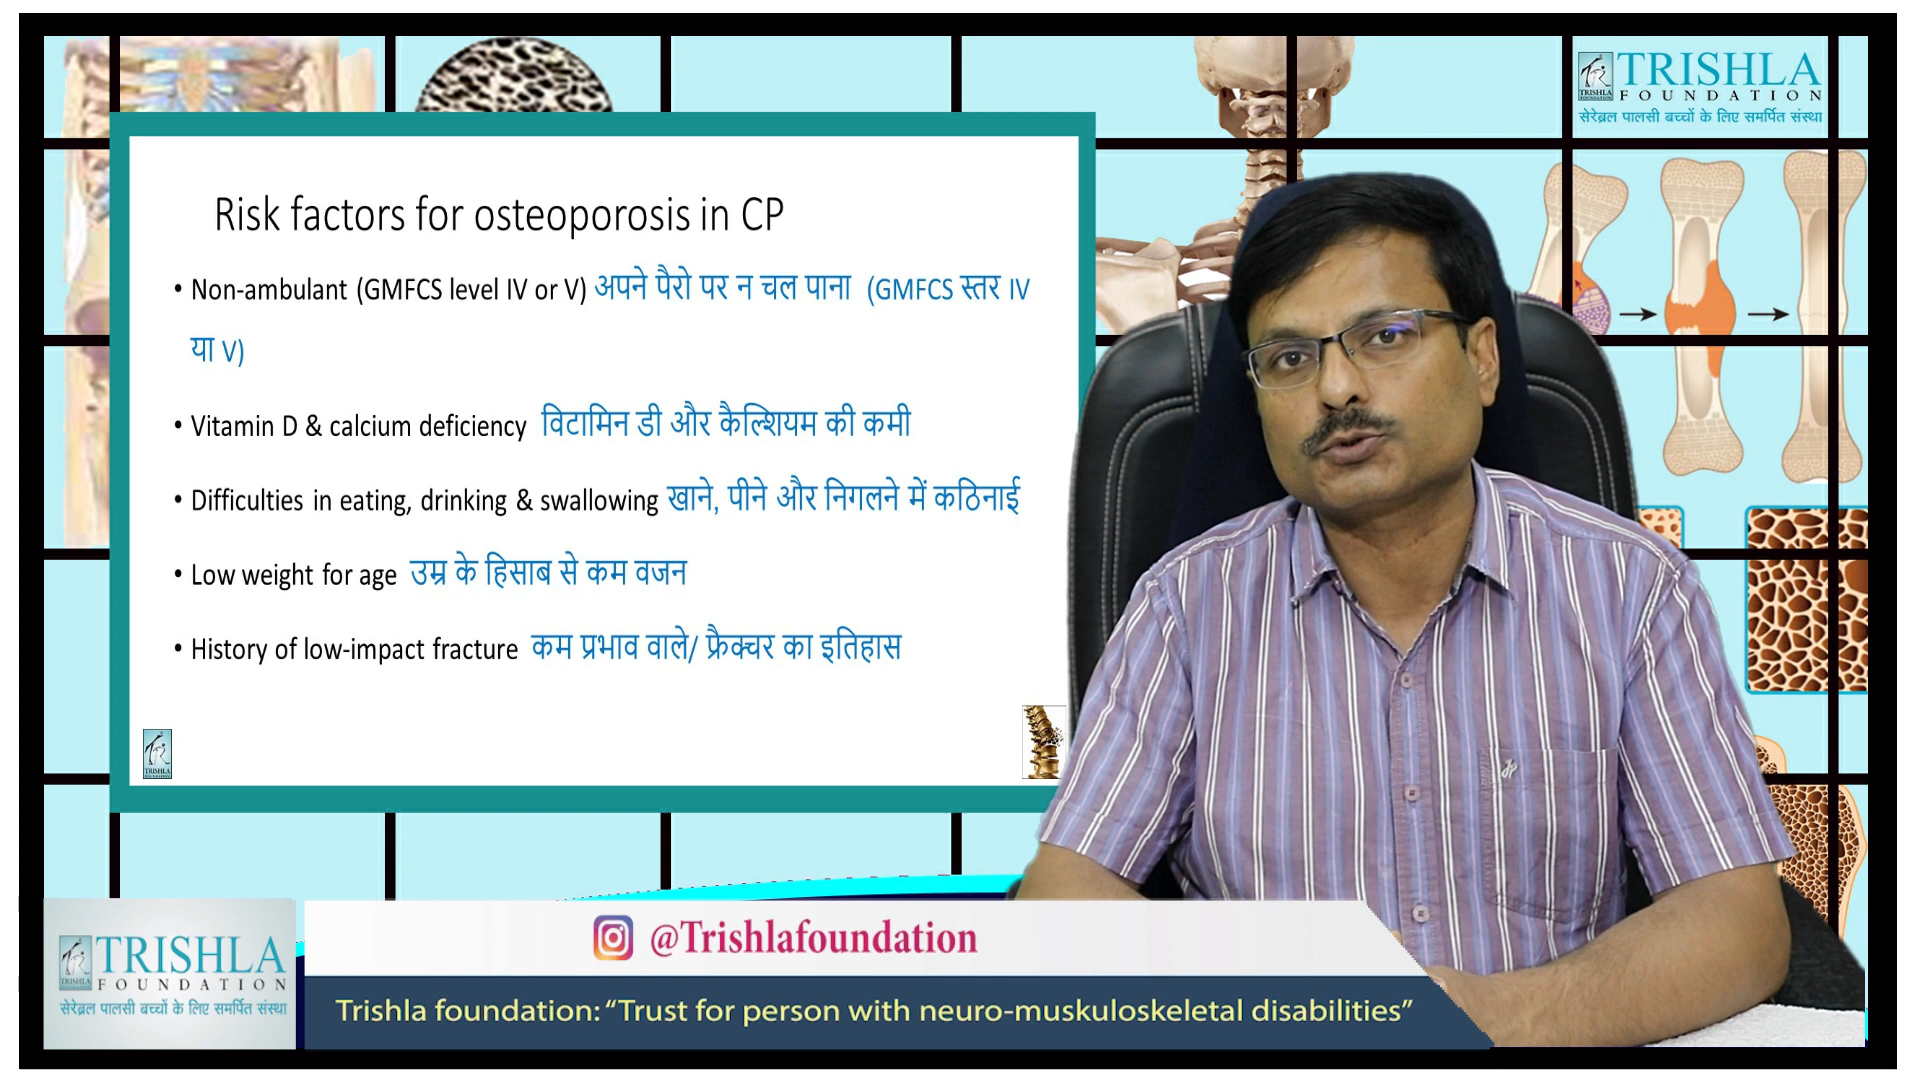 TRISHLA
FOUNDATION
सेरेब्रल पालसी बच्चों के लिए समर्पित संस्था
TRISHLA
Risk factors for osteoporosis in CP
• Non-ambulant (GMFCS level IV or V) अपने पैरो पर न चल पाना (GMFCS स्तर IV
या V)
• Vitamin D & calcium deficiency विटामिन डी और कैल्शियम की कमी
• Difficulties in eating, drinking & swallowing खाने, पीने और निगलने में कठिनाई
• Low weight for age उम्र के हिसाब से कम वजन
• History of low-impact fracture कम प्रभाव वाले/ फ्रैक्चर का इतिहास
TRISHLA
@Trishlafoundation
TRISHLA
FOUNDATION
सेरेब्रल पालसी बच्चों के लिए समर्पित संस्था
TRISHLA
Trishla foundation: “Trust for person with neuro-muskuloskeletal disabilities”